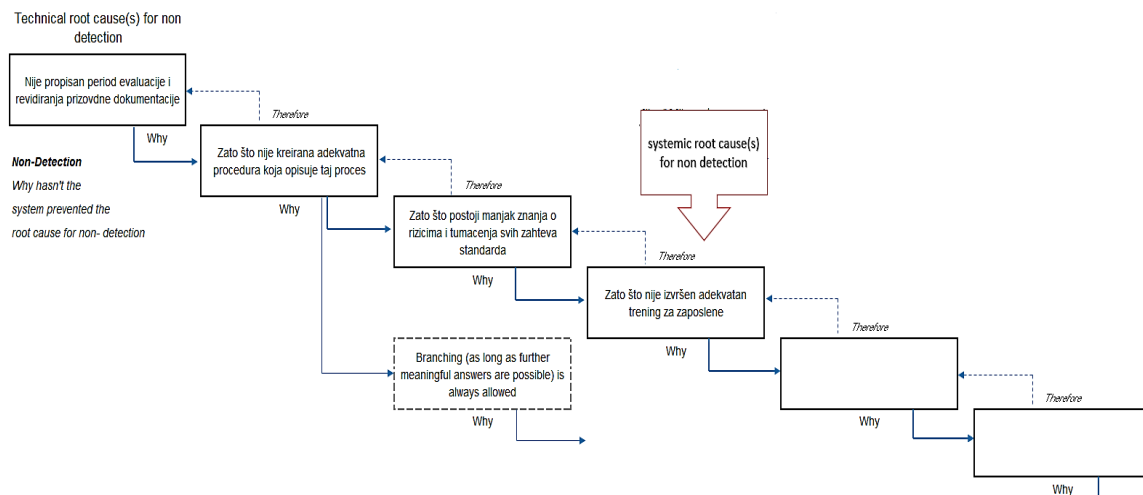 Technical root cause(s) for non
detection
Nije propisan period evaluacije i
revidiranja prizovdne dokumentacije
Therefore
Why
Non-Detection
Why hasn't the
system prevented the
root cause for non- detection
Zato što nije kreirana adekvatna
procedura koja opisuje taj proces
Therefore
Why
systemic root cause(s)
for non detection
Zato što postoji manjak znanja o
rizicima i tumacenja svih zahteva
standarda
Therefore
Why
Zato što nije izvršen adekvatan
trening za zaposlene
Therefore
Why
Branching (as long as further
meaningful answers are possible) is
always allowed
Why
Therefore
Why
Why